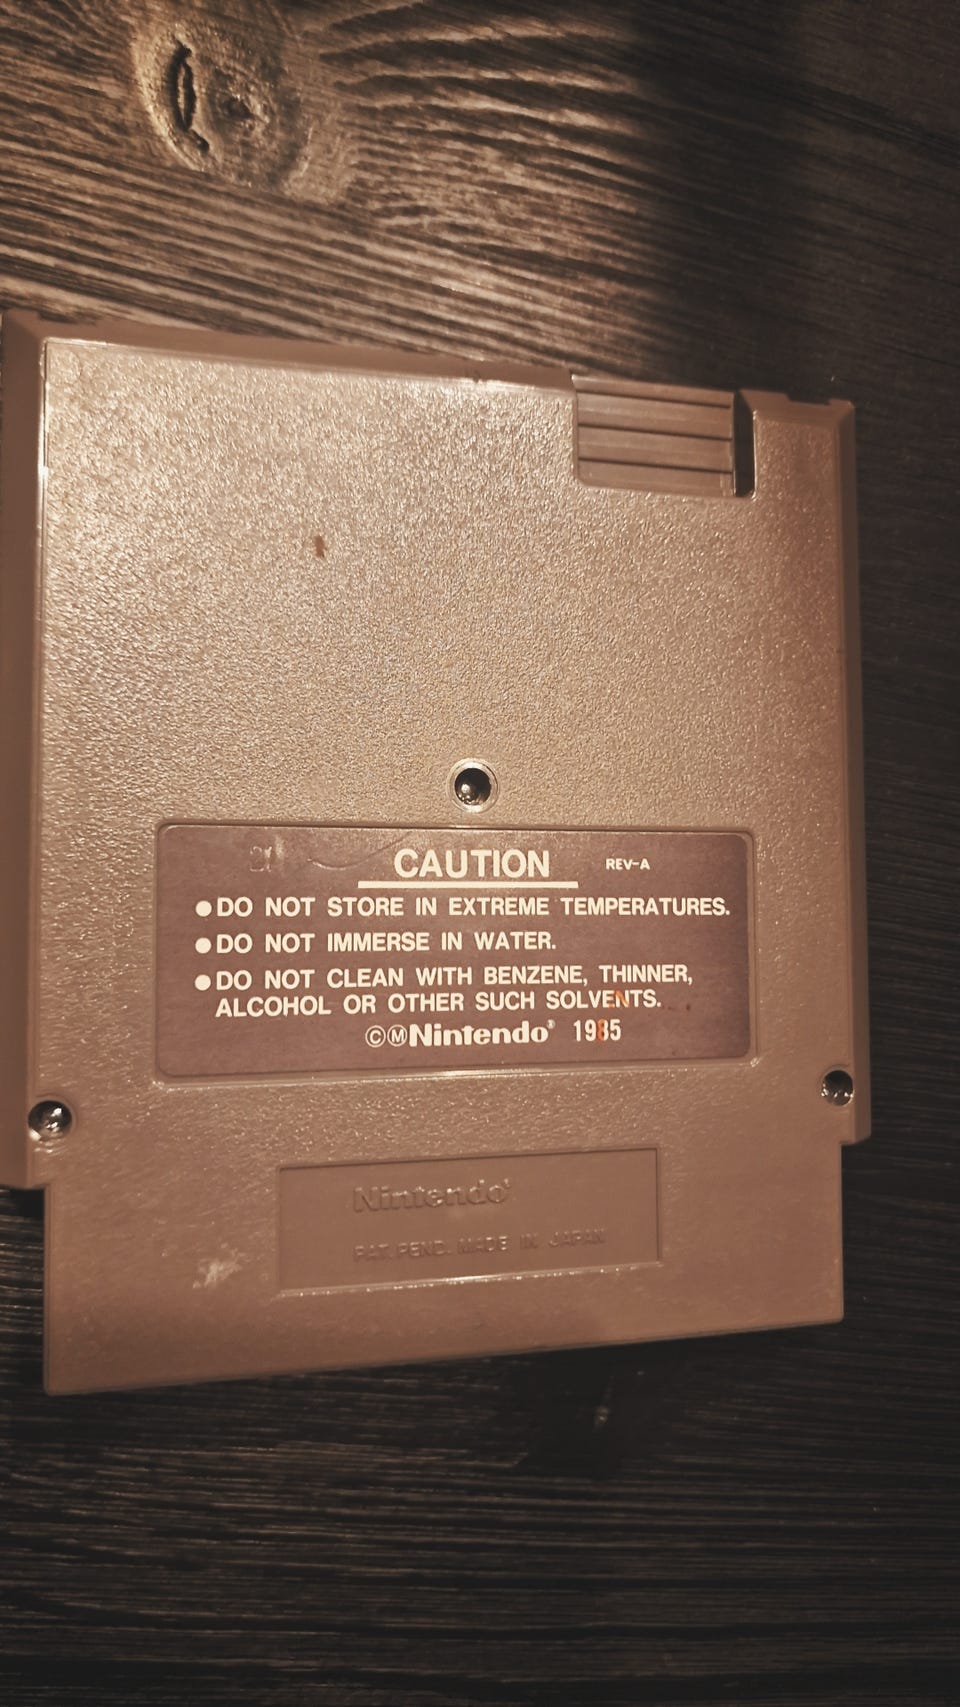 CAUTION REV-A
●DO NOT STORE IN EXTREME TEMPERATURES.
●DO NOT IMMERSE IN WATER.
●DO NOT CLEAN WITH BENZENE, THINNER,
ALCOHOL OR OTHER SUCH SOLVENTS.
©ⓂNintendo® 1985
Nintendo®
PAT. PEND. MADE IN JAPAN